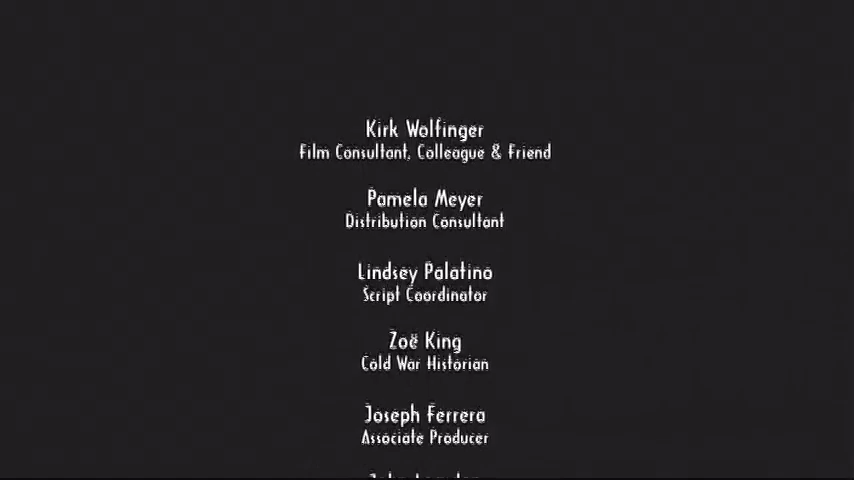 Kirk Wolfinger
Film Consultant, Colleague & Friend
Pamela Meyer
Distribution Consultant
Lindsey Palatino
Script Coordinator
Zoë King
Cold War Historian
Joseph Ferrera
Associate Producer